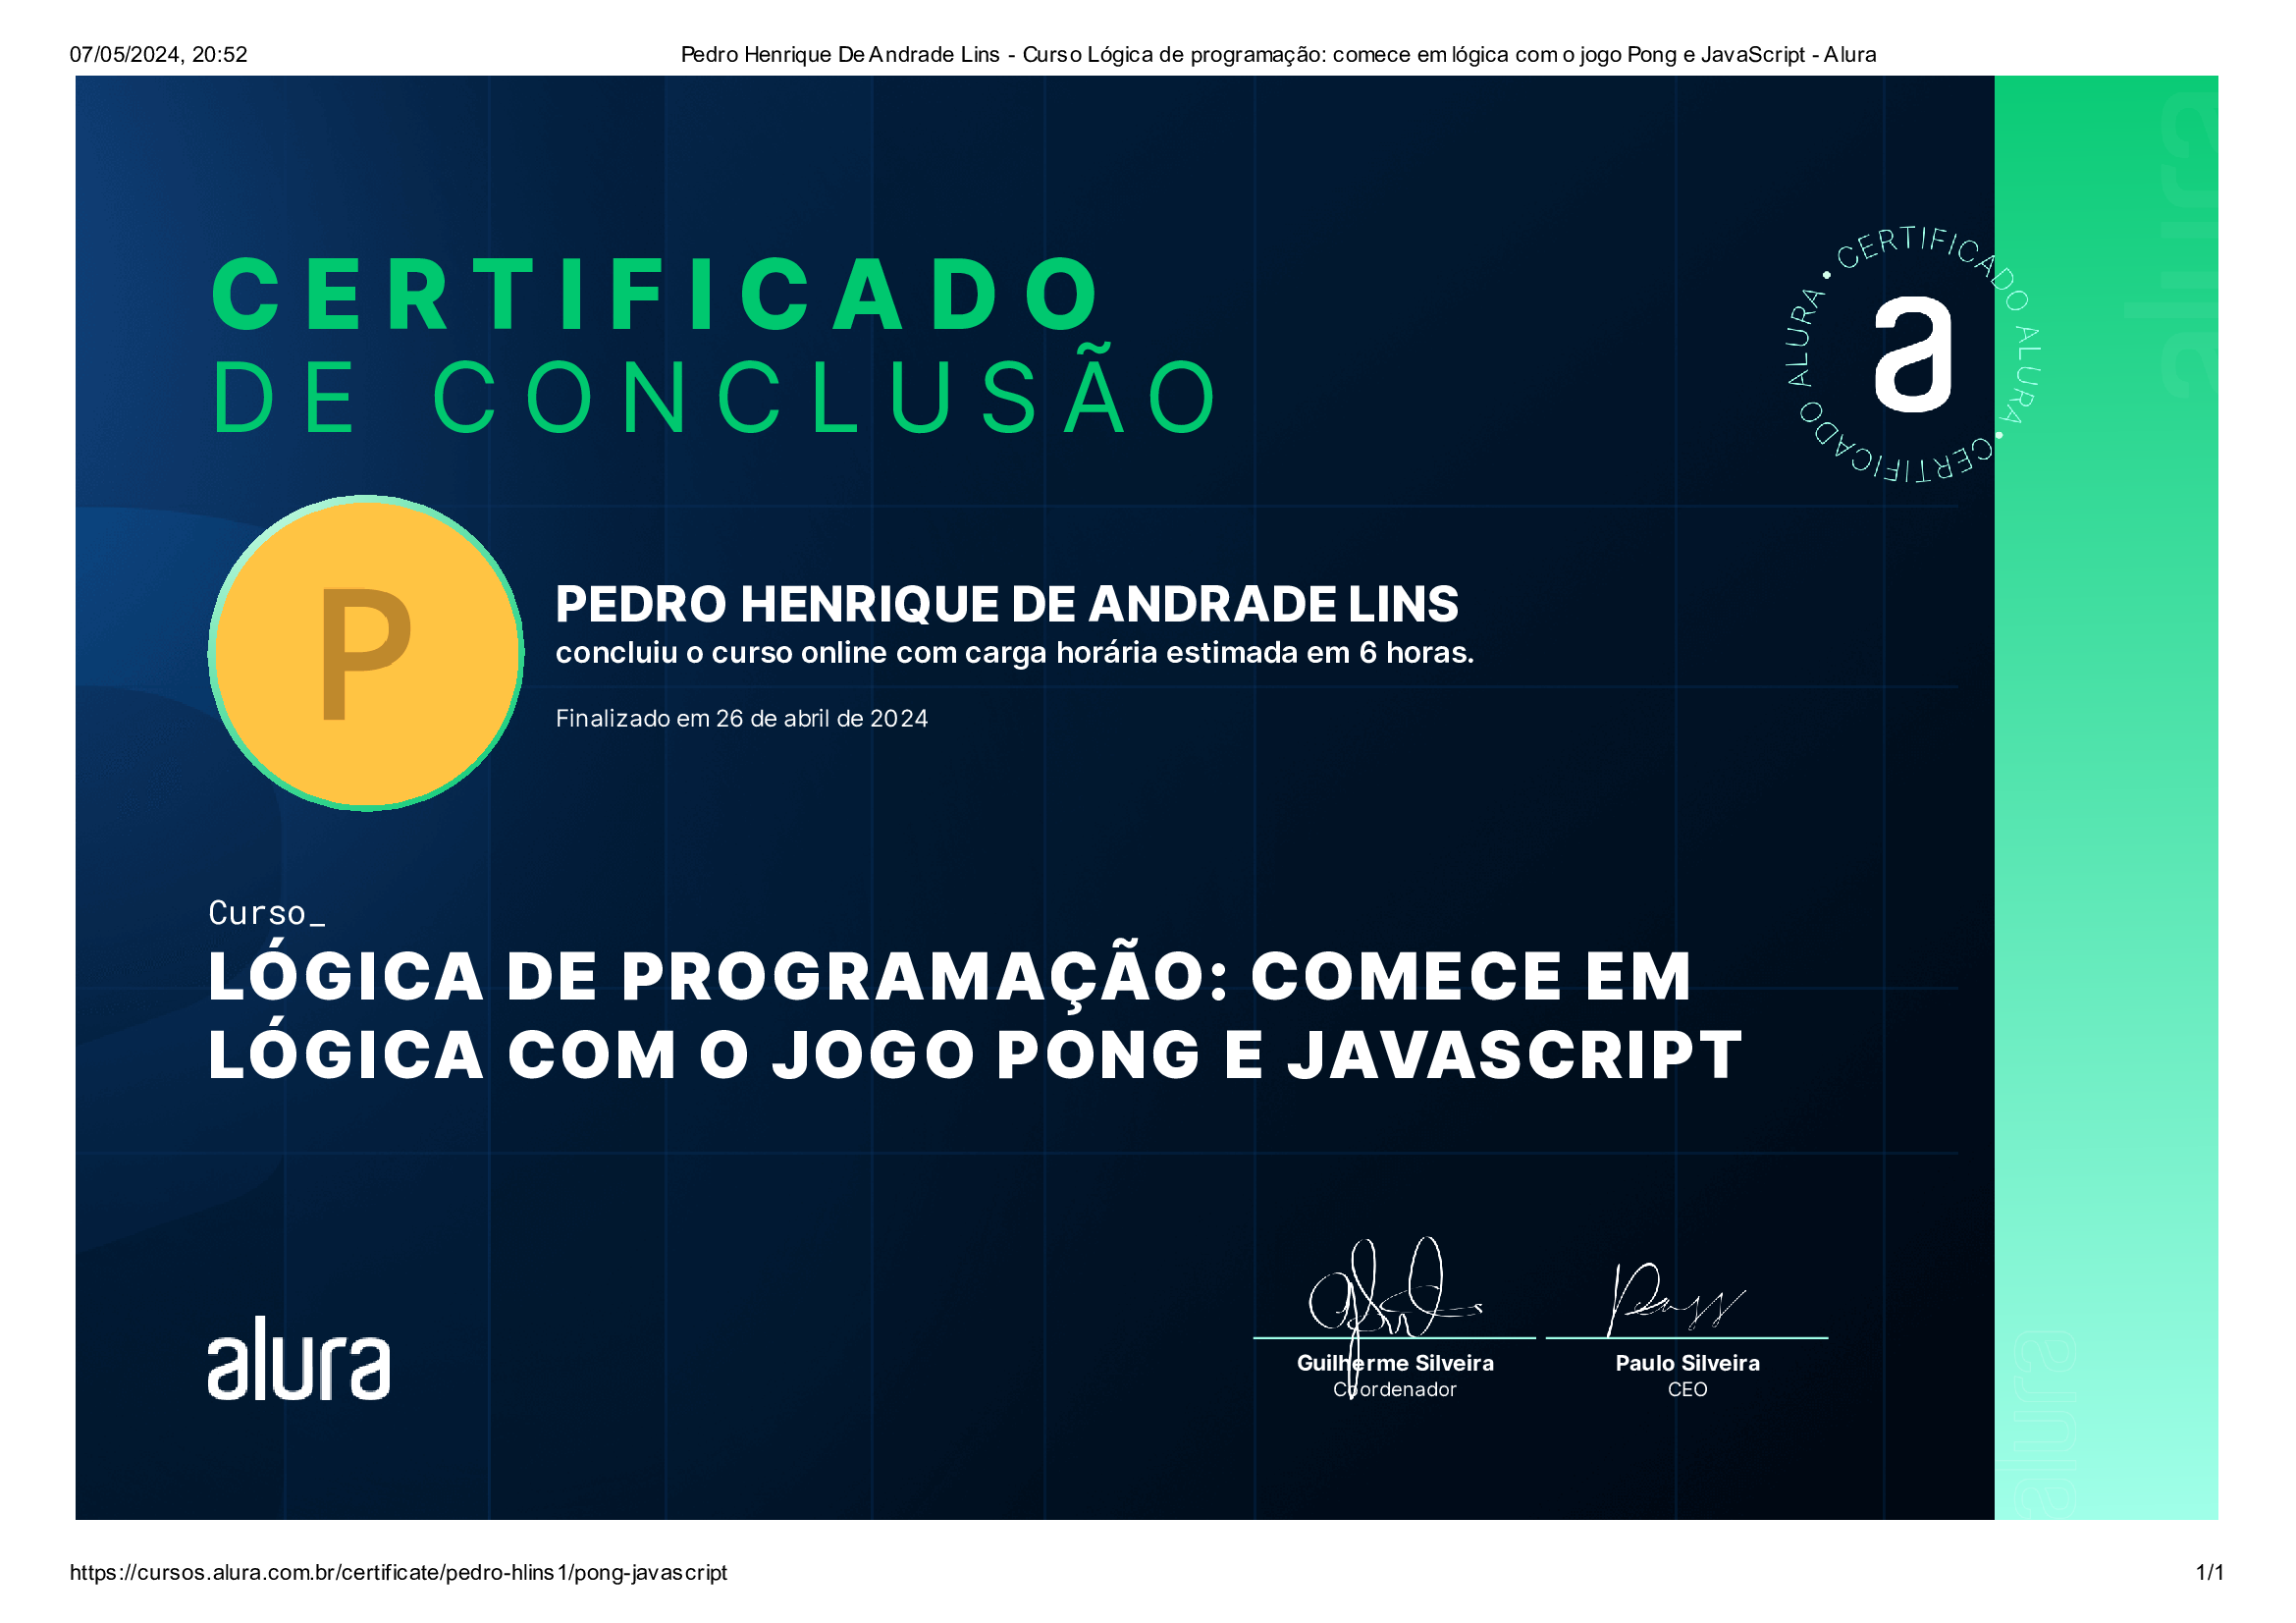 07/05/2024, 20:52
Pedro Henrique De Andrade Lins - Curso Lógica de programação: comece em lógica com o jogo Pong e JavaScript - Alura
CERTIFICADO
DE CONCLUSÃO
CERTIFICADO ALURA • CERTIFICADO ALURA •
a
alura
P
PEDRO HENRIQUE DE ANDRADE LINS
concluiu o curso online com carga horária estimada em 6 horas.
Finalizado em 26 de abril de 2024
Curso_
LÓGICA DE PROGRAMAÇÃO: COMECE EM
LÓGICA COM O JOGO PONG E JAVASCRIPT
alura
Guilherme Silveira
Coordenador
Paulo Silveira
CEO
alura
https://cursos.alura.com.br/certificate/pedro-hlins1/pong-javascript
1/1